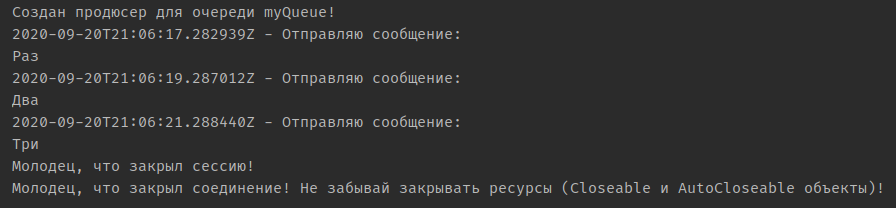 Создан продюсер для очереди myQueue!
2020-09-20T21:06:17.282939Z - Отправляю сообщение:
Раз
2020-09-20T21:06:19.287012Z - Отправляю сообщение:
Два
2020-09-20T21:06:21.288440Z - Отправляю сообщение:
Три
Молодец, что закрыл сессию!
Молодец, что закрыл соединение! Не забывай закрывать ресурсы (Closeable и AutoCloseable объекты)!